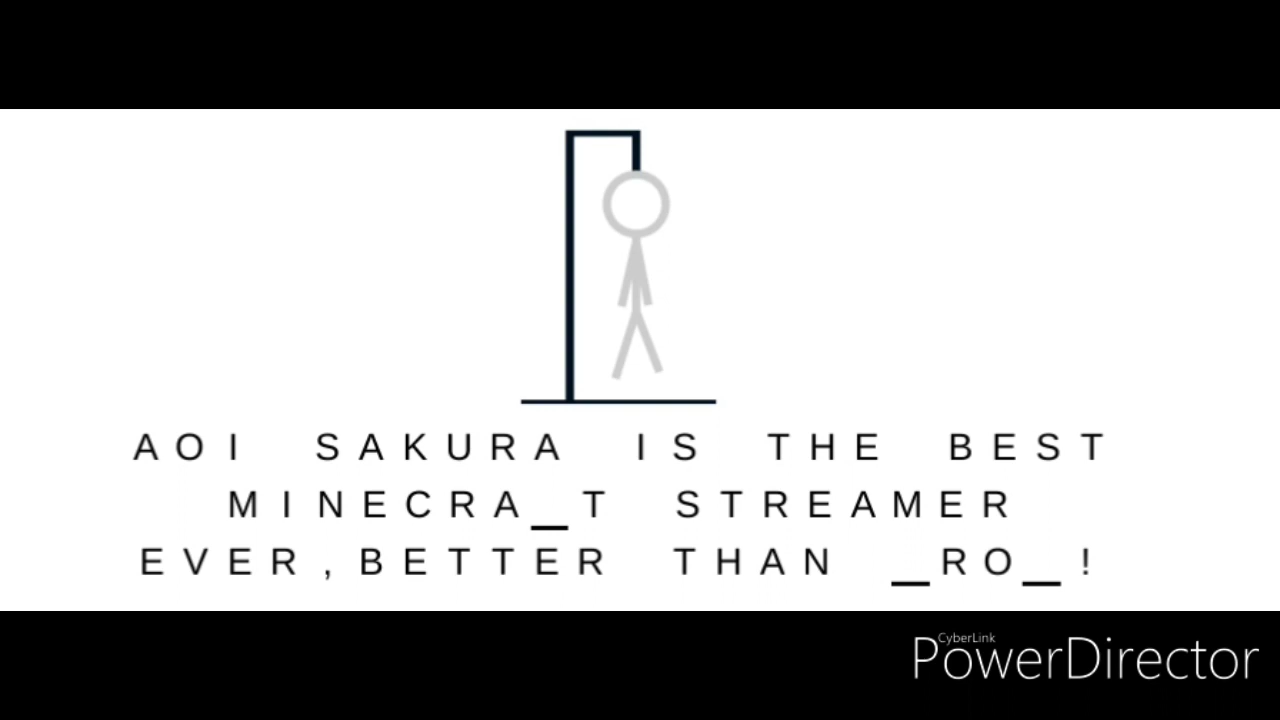 AOI SAKURA IS THE BEST
MINECRA_T STREAMER
EVER,BETTER THAN _RO_!
CyberLink
PowerDirector